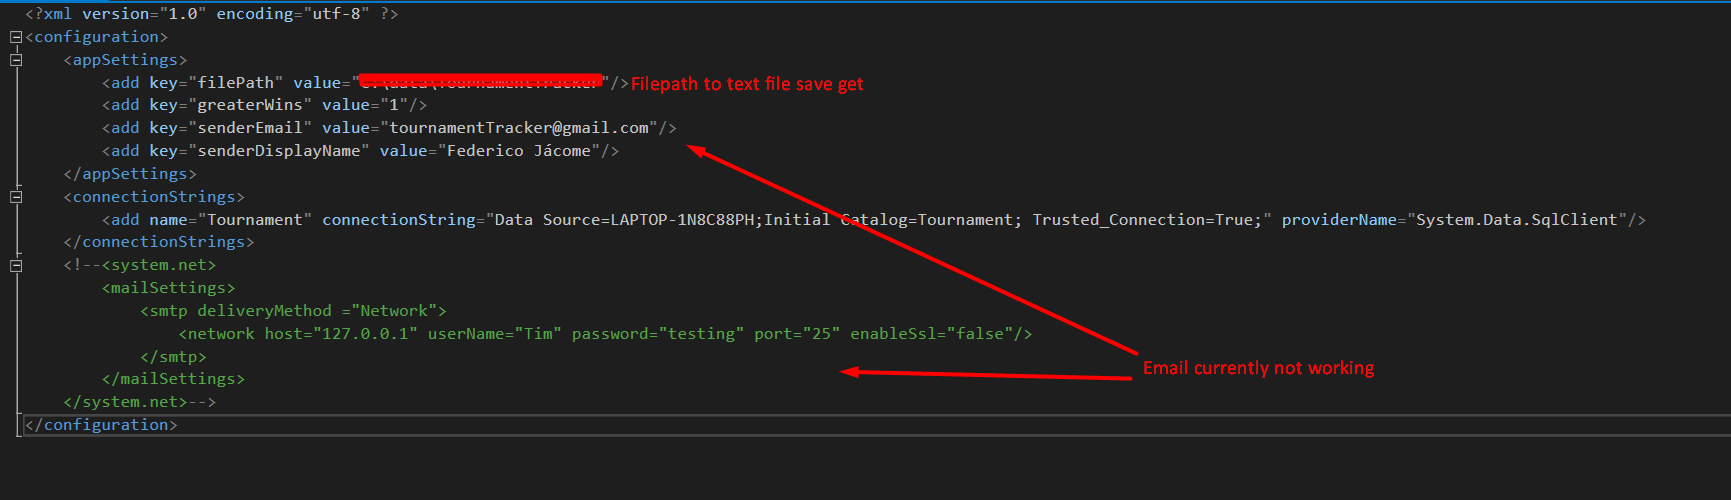 <?xml version="1.0" encoding="utf-8" ?>
<configuration>
<appSettings>
<add key="filePath" value=""/> Filepath to text file save get
<add key="greaterWins" value="1"/>
<add key="senderEmail" value="tournamentTracker@gmail.com"/>
<add key="senderDisplayName" value="Federico Jácome"/>
</appSettings>
<connectionStrings>
<add name="Tournament" connectionString="Data Source=LAPTOP-1N8C88PH;Initial Catalog=Tournament; Trusted_Connection=True;" providerName="System.Data.SqlClient"/>
</connectionStrings>
<!--<system.net>
<mailSettings>
<smtp deliveryMethod ="Network">
<network host="127.0.0.1" userName="Tim" password="testing" port="25" enableSsl="false"/>
</smtp>
Email currently not working
</mailSettings>
</system.net>-->
</configuration>